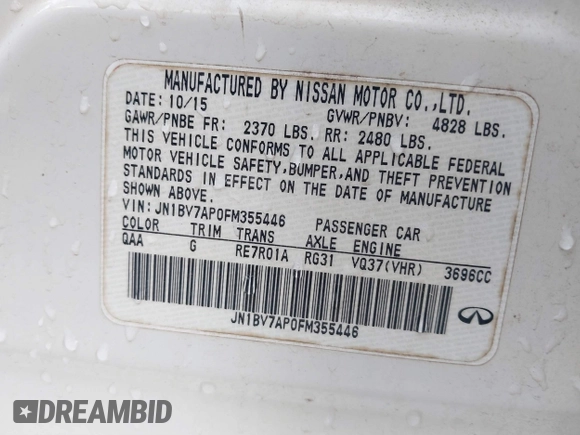 MANUFACTURED BY NISSAN MOTOR CO.,LTD.
DATE: 10/15 GVWR/PNBV: 4828 LBS.
GAWR/PNBE FR: 2370 LBS. RR: 2480 LBS.
THIS VEHICLE CONFORMS TO ALL APPLICABLE FEDERAL
MOTOR VEHICLE SAFETY,BUMPER,AND THEFT PREVENTION
STANDARDS IN EFFECT ON THE DATE OF MANUFACTURE
SHOWN ABOVE.
VIN: JN1BV7AP0FM355446 PASSENGER CAR
COLOR TRIM TRANS AXLE ENGINE
QAA G RE7R01A RG31 VQ37(VHR) 3696CC
JN1BV7AP0FM355446
DREAMBID